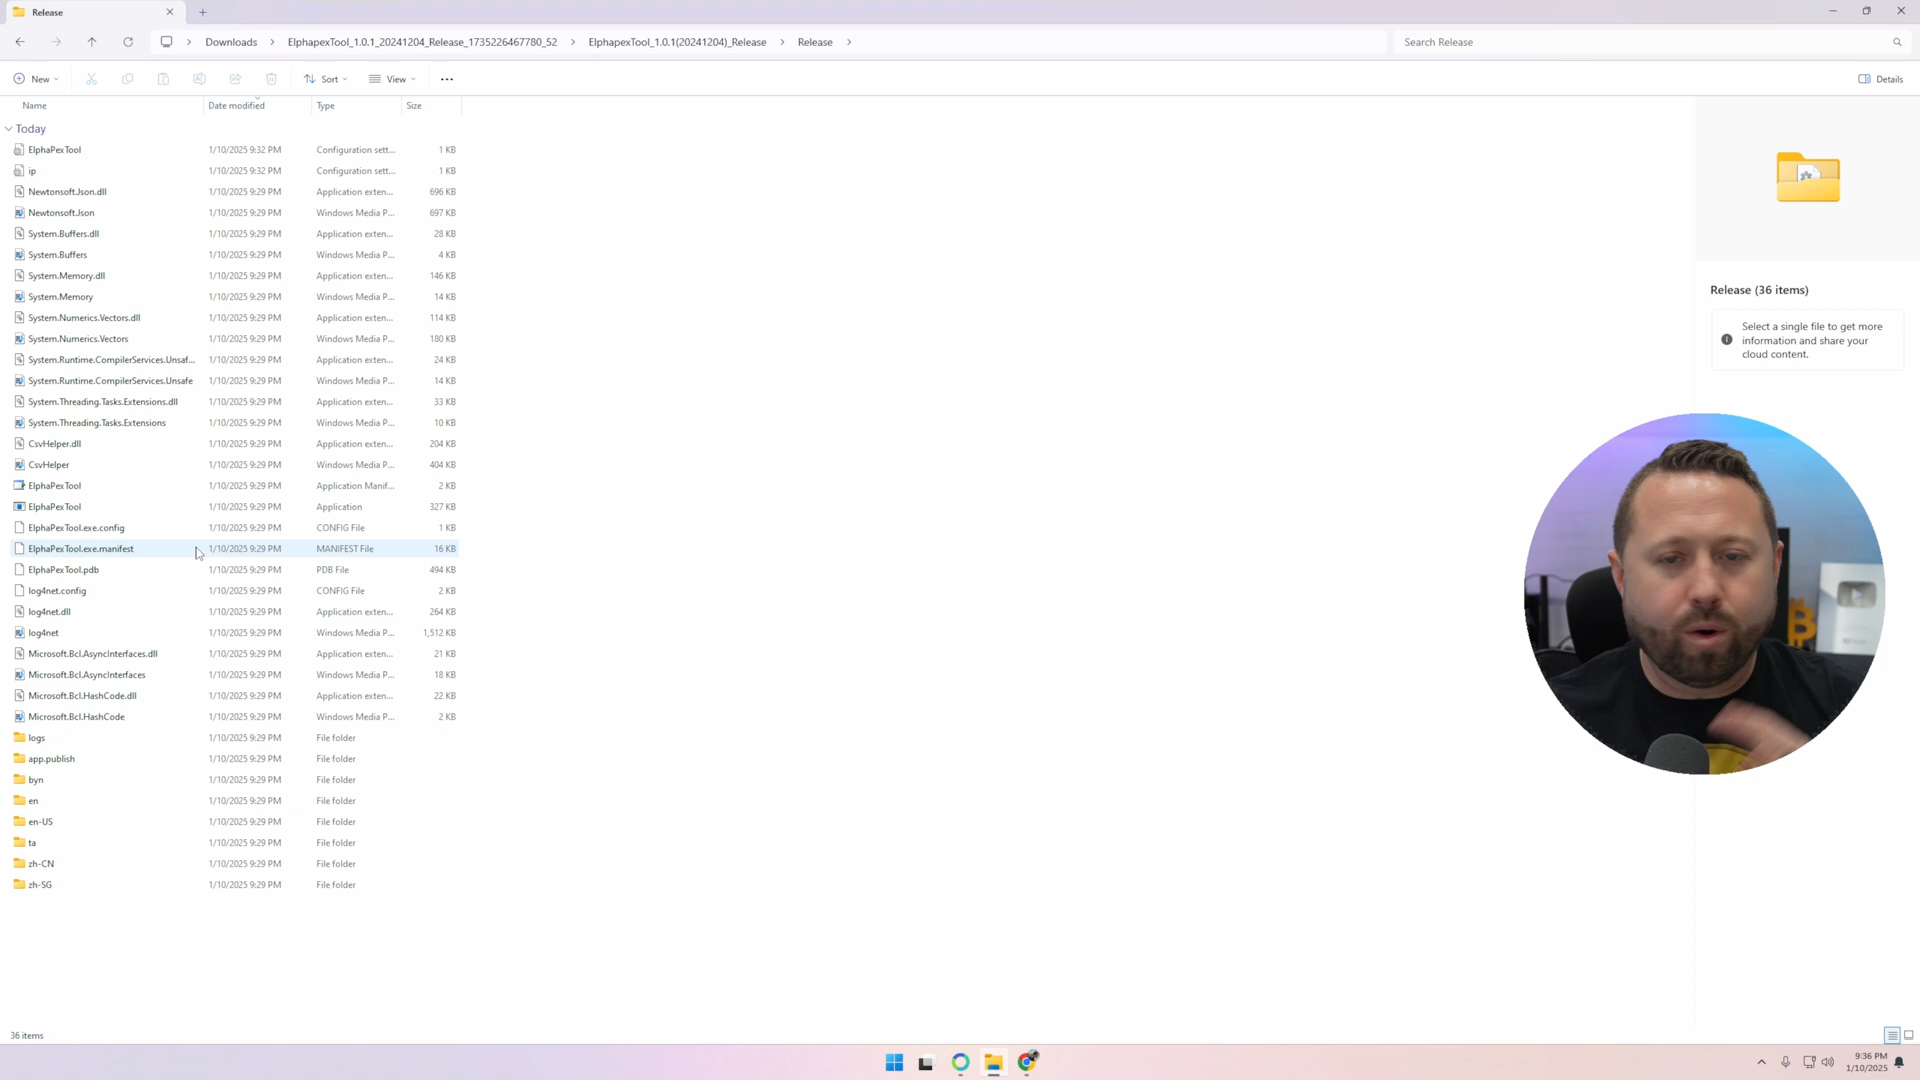 Release
Downloads
ElphapexTool_1.0.1_20241204_Release_1735226467780_52
ElphapexTool_1.0.1(20241204)_Release
Release
Search Release
New
Sort
View
Details
Name Date modified Type Size
Today
ElphaPexTool 1/10/2025 9:32 PM Configuration sett... 1 KB
ip 1/10/2025 9:32 PM Configuration sett... 1 KB
Newtonsoft.Json.dll 1/10/2025 9:29 PM Application exten... 696 KB
Newtonsoft.Json 1/10/2025 9:29 PM Windows Media P... 697 KB
System.Buffers.dll 1/10/2025 9:29 PM Application exten... 28 KB
System.Buffers 1/10/2025 9:29 PM Windows Media P... 4 KB
System.Memory.dll 1/10/2025 9:29 PM Application exten... 146 KB
System.Memory 1/10/2025 9:29 PM Windows Media P... 14 KB
System.Numerics.Vectors.dll 1/10/2025 9:29 PM Application exten... 114 KB
System.Numerics.Vectors 1/10/2025 9:29 PM Windows Media P... 180 KB
System.Runtime.CompilerServices.Unsaf... 1/10/2025 9:29 PM Application exten... 24 KB
System.Runtime.CompilerServices.Unsafe 1/10/2025 9:29 PM Windows Media P... 14 KB
System.Threading.Tasks.Extensions.dll 1/10/2025 9:29 PM Application exten... 33 KB
System.Threading.Tasks.Extensions 1/10/2025 9:29 PM Windows Media P... 10 KB
CsvHelper.dll 1/10/2025 9:29 PM Application exten... 204 KB
CsvHelper 1/10/2025 9:29 PM Windows Media P... 404 KB
ElphaPexTool 1/10/2025 9:29 PM Application Manif... 2 KB
ElphaPexTool 1/10/2025 9:29 PM Application 327 KB
ElphaPexTool.exe.config 1/10/2025 9:29 PM CONFIG File 1 KB
ElphaPexTool.exe.manifest 1/10/2025 9:29 PM MANIFEST File 16 KB
ElphaPexTool.pdb 1/10/2025 9:29 PM PDB File 494 KB
log4net.config 1/10/2025 9:29 PM CONFIG File 2 KB
log4net.dll 1/10/2025 9:29 PM Application exten... 264 KB
log4net 1/10/2025 9:29 PM Windows Media P... 1,512 KB
Microsoft.Bcl.AsyncInterfaces.dll 1/10/2025 9:29 PM Application exten... 21 KB
Microsoft.Bcl.AsyncInterfaces 1/10/2025 9:29 PM Windows Media P... 18 KB
Microsoft.Bcl.HashCode.dll 1/10/2025 9:29 PM Application exten... 22 KB
Microsoft.Bcl.HashCode 1/10/2025 9:29 PM Windows Media P... 2 KB
logs 1/10/2025 9:29 PM File folder
app.publish 1/10/2025 9:29 PM File folder
byn 1/10/2025 9:29 PM File folder
en 1/10/2025 9:29 PM File folder
en-US 1/10/2025 9:29 PM File folder
ta 1/10/2025 9:29 PM File folder
zh-CN 1/10/2025 9:29 PM File folder
zh-SG 1/10/2025 9:29 PM File folder
Release (36 items)
Select a single file to get more
information and share your
cloud content.
36 items
9:36 PM
1/10/2025